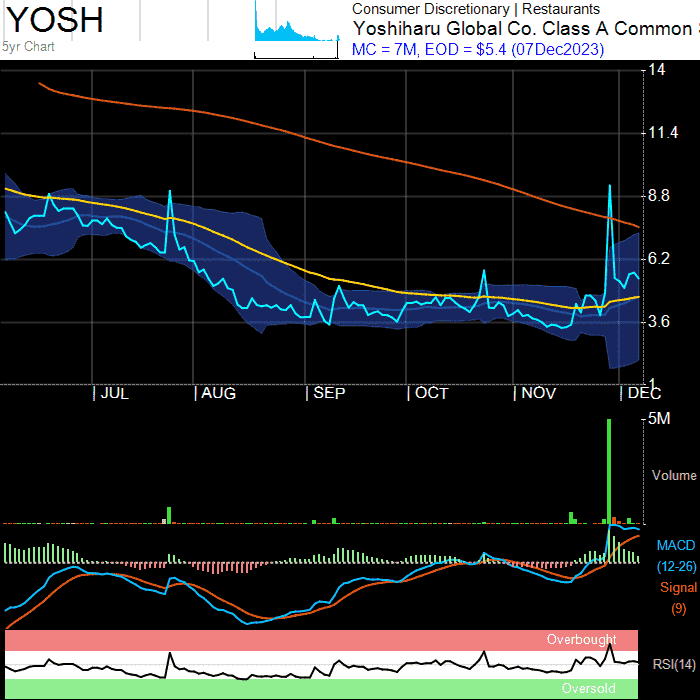 YOSH
5yr Chart
Consumer Discretionary | Restaurants
Yoshiharu Global Co. Class A Common
MC = 7M, EOD = $5.4 (07Dec2023)
14
11.4
8.8
6.2
3.6
1
JUL
AUG
SEP
OCT
NOV
DEC
5M
Volume
MACD
(12-26)
Signal
(9)
Overbought
RSI(14)
Oversold